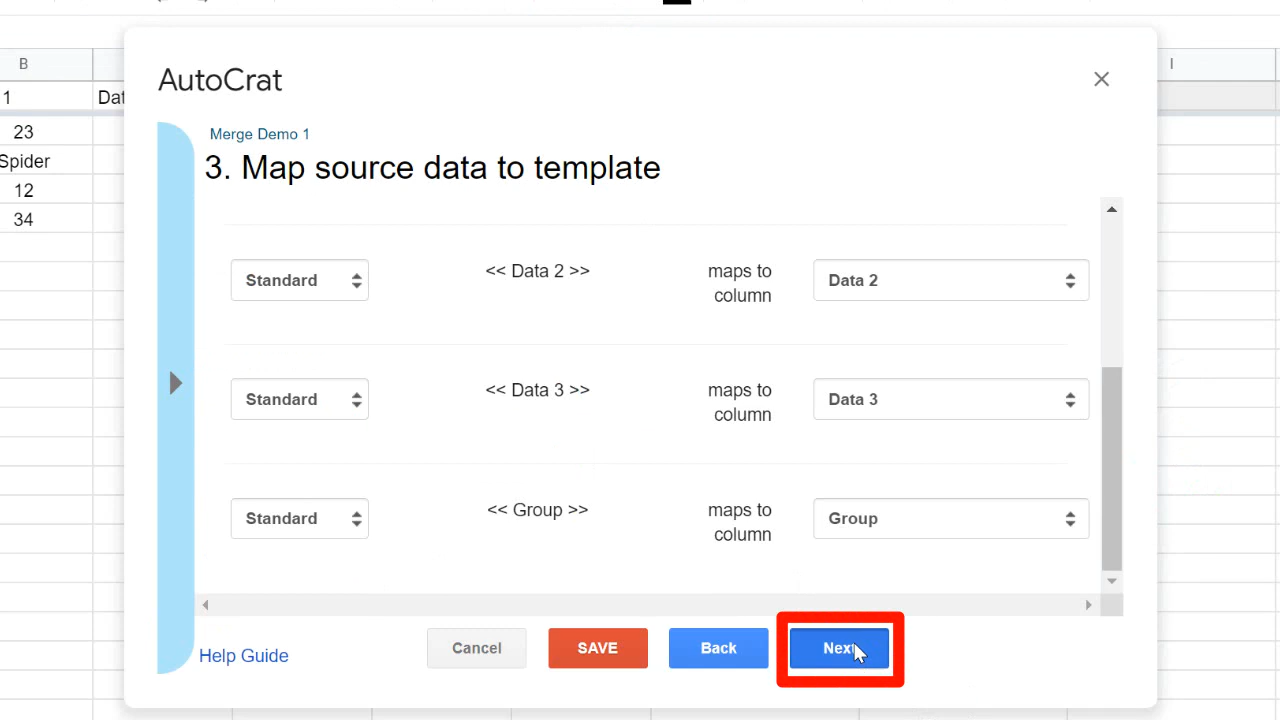 B
I
AutoCrat
1
Dat
Merge Demo 1
23
3. Map source data to template
Spider
12
34
Standard
<< Data 2 >>
maps to
column
Data 2
Standard
<< Data 3 >>
maps to
column
Data 3
Standard
<< Group >>
maps to
column
Group
Help Guide
Cancel
SAVE
Back
Next